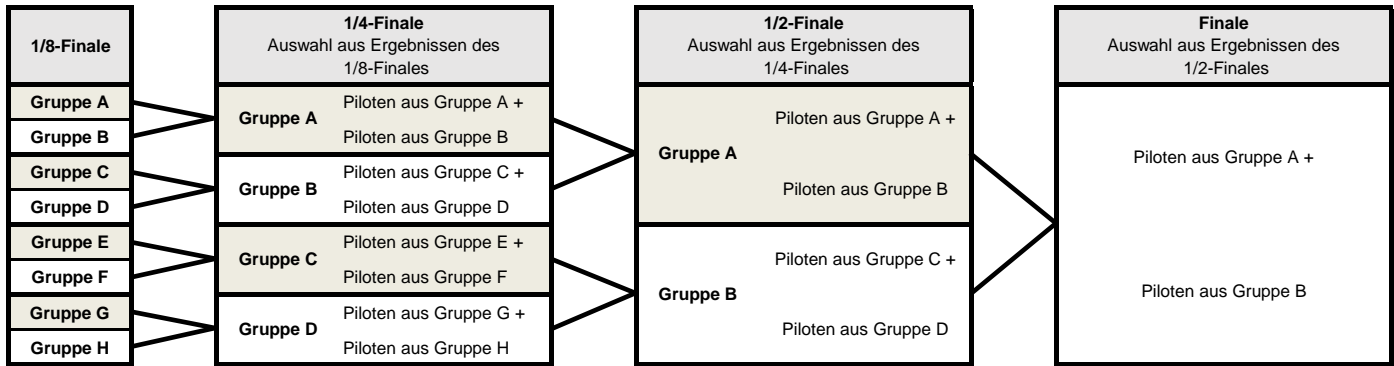 1/8-Finale
Gruppe A
Gruppe B
Gruppe C
Gruppe D
Gruppe E
Gruppe F
Gruppe G
Gruppe H
1/4-Finale
Auswahl aus Ergebnissen des
1/8-Finales
Gruppe A
Piloten aus Gruppe A +
Piloten aus Gruppe B
Gruppe B
Piloten aus Gruppe C +
Piloten aus Gruppe D
Gruppe C
Piloten aus Gruppe E +
Piloten aus Gruppe F
Gruppe D
Piloten aus Gruppe G +
Piloten aus Gruppe H
1/2-Finale
Auswahl aus Ergebnissen des
1/4-Finales
Gruppe A
Piloten aus Gruppe A +
Piloten aus Gruppe B
Gruppe B
Piloten aus Gruppe C +
Piloten aus Gruppe D
Finale
Auswahl aus Ergebnissen des
1/2-Finales
Piloten aus Gruppe A +
Piloten aus Gruppe B